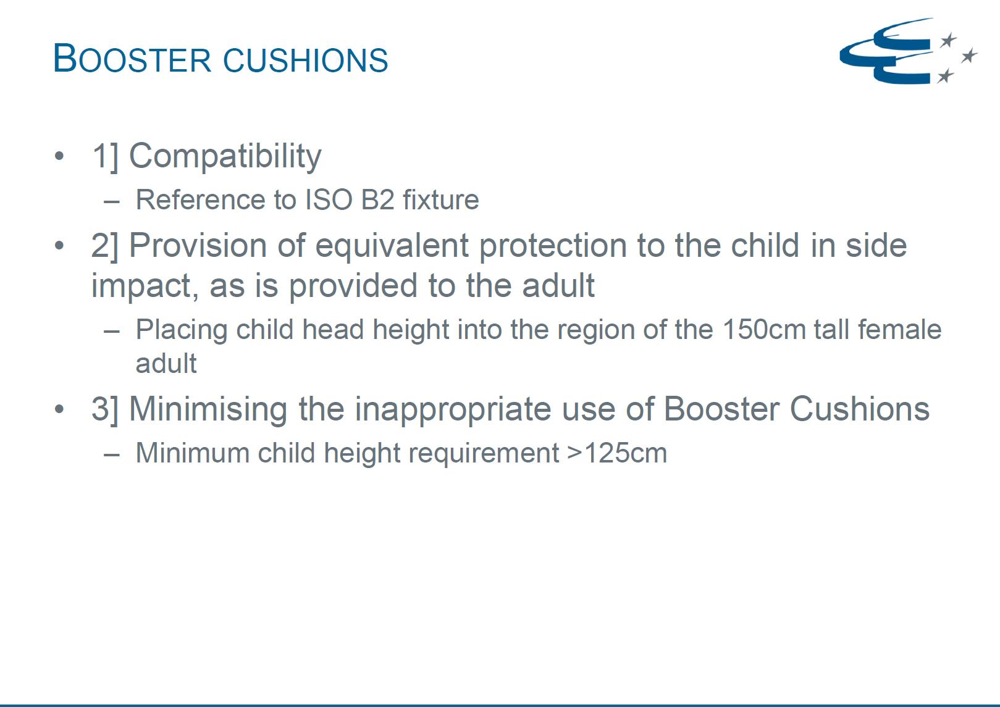 BOOSTER CUSHIONS
• 1] Compatibility
– Reference to ISO B2 fixture
• 2] Provision of equivalent protection to the child in side
impact, as is provided to the adult
– Placing child head height into the region of the 150cm tall female
adult
• 3] Minimising the inappropriate use of Booster Cushions
– Minimum child height requirement >125cm